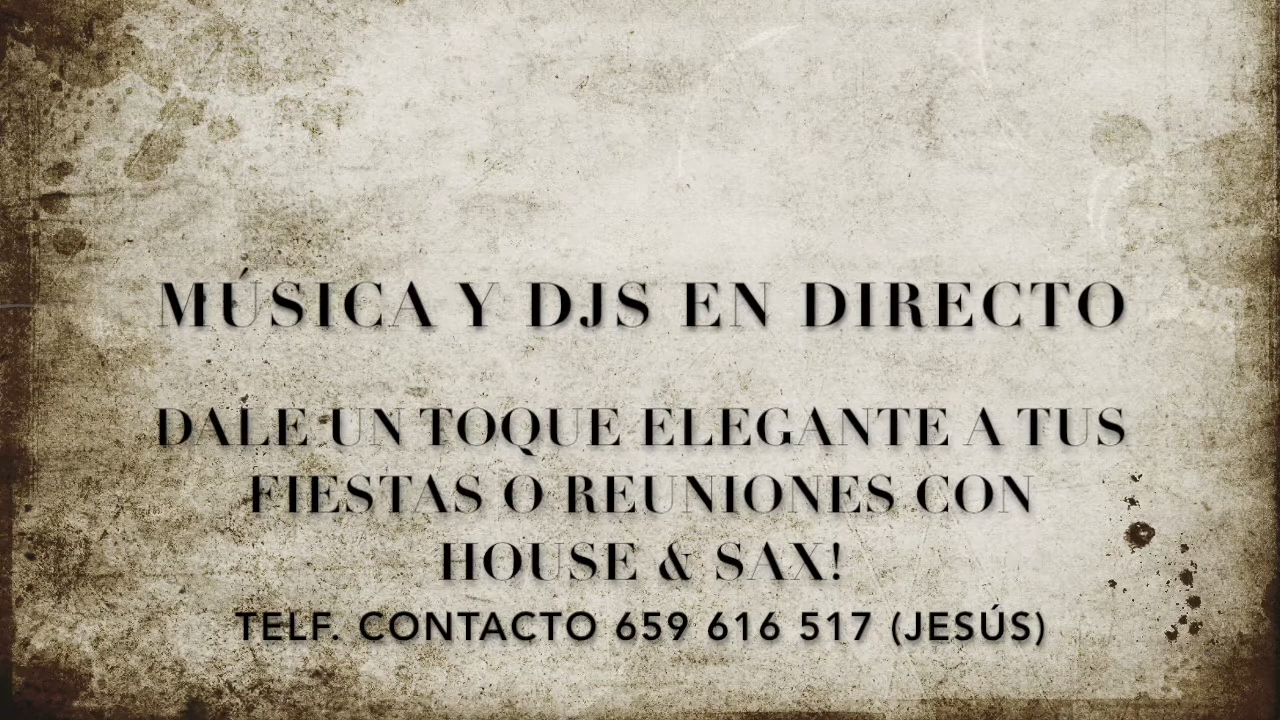 MÚSICA Y DJS EN DIRECTO
DALE UN TOQUE ELEGANTE A TUS
FIESTAS O REUNIONES CON
HOUSE & SAX!
TELF. CONTACTO 659 616 517 (JESÚS)